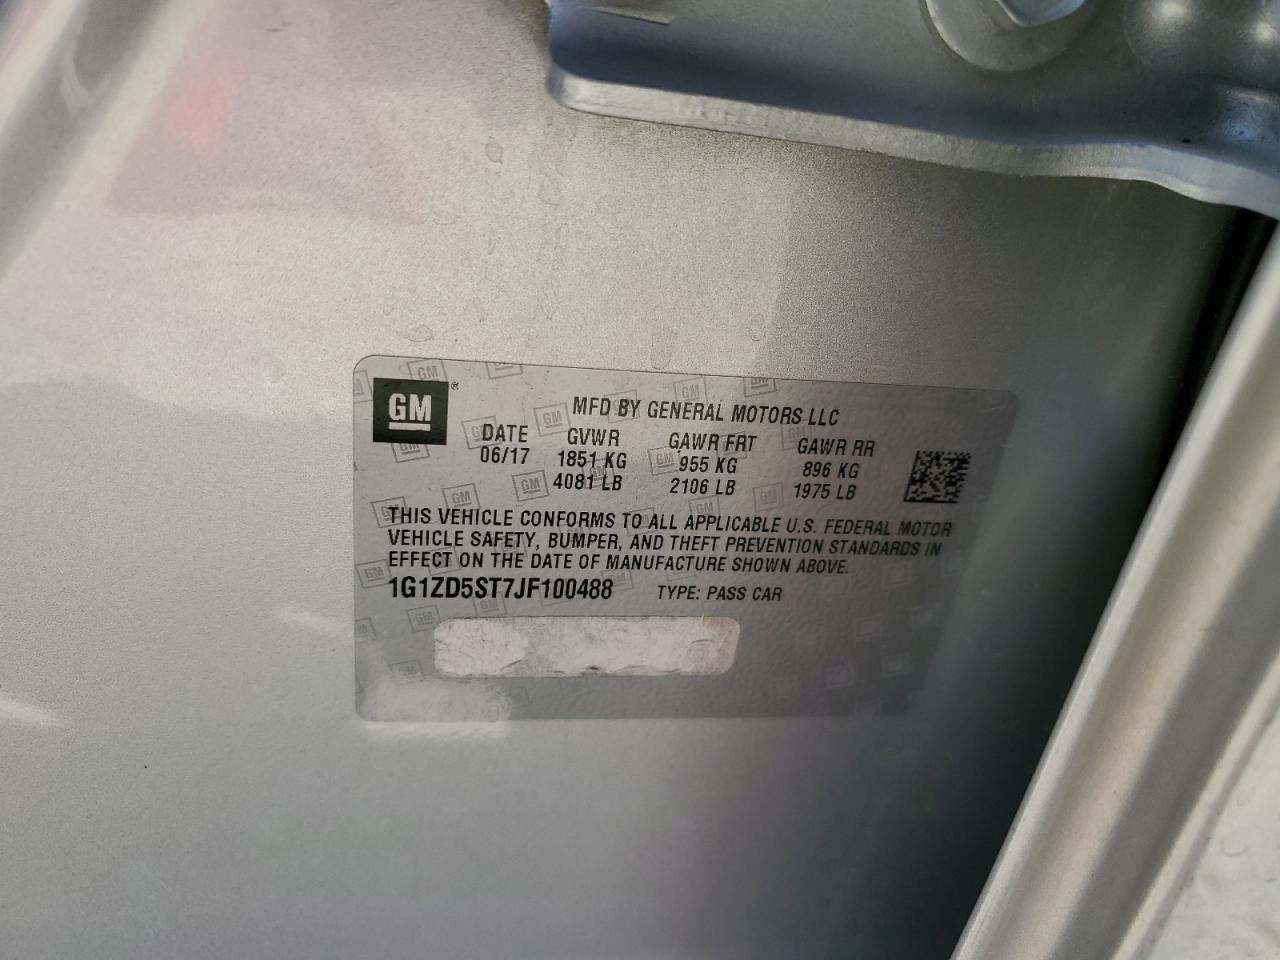 GM ®
MFD BY GENERAL MOTORS LLC
DATE GVWR GAWR FRT GAWR RR
06/17 1851 KG 955 KG 896 KG
4081 LB 2106 LB 1975 LB
THIS VEHICLE CONFORMS TO ALL APPLICABLE U.S. FEDERAL MOTOR
VEHICLE SAFETY, BUMPER, AND THEFT PREVENTION STANDARDS IN
EFFECT ON THE DATE OF MANUFACTURE SHOWN ABOVE.
1G1ZD5ST7JF100488 TYPE: PASS CAR